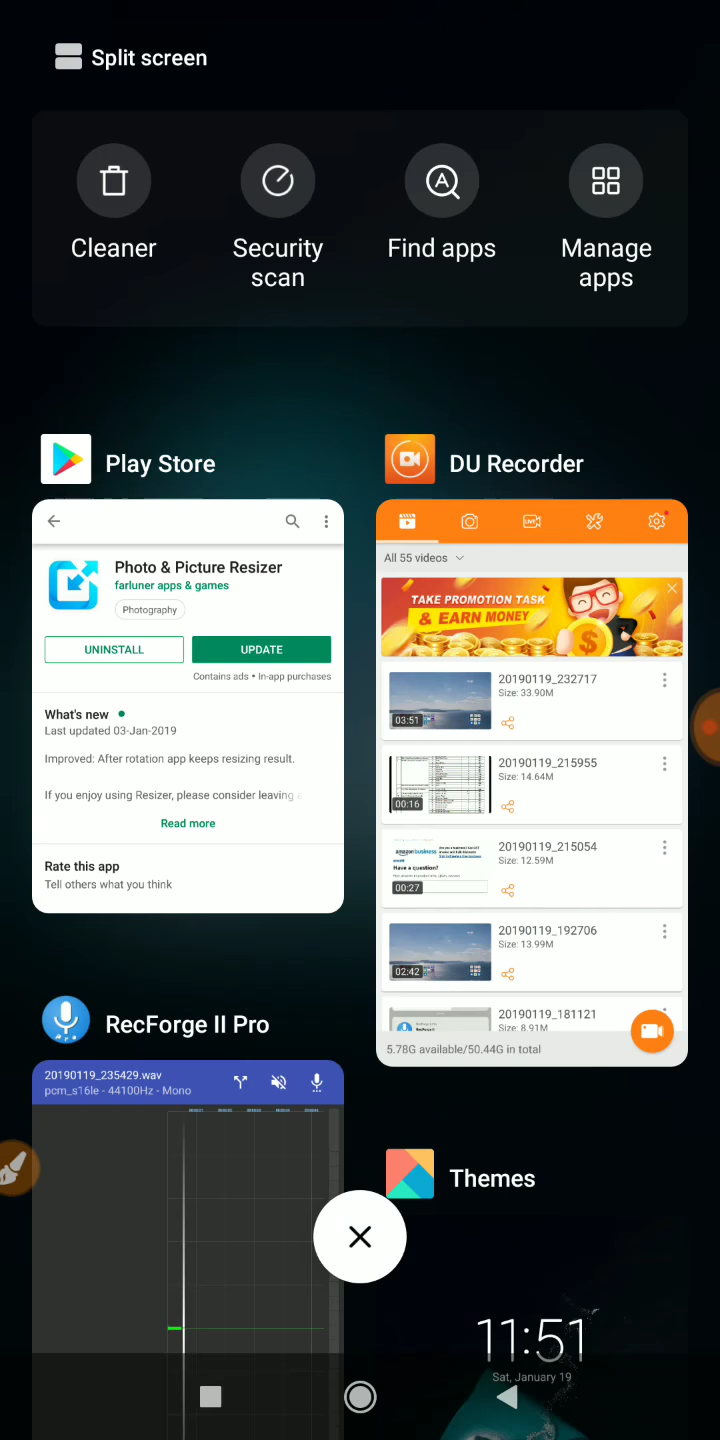 Split screen
Cleaner
Security
scan
Find apps
Manage
apps
Play Store
Photo & Picture Resizer
farluner apps & games
Photography
UNINSTALL
UPDATE
Contains ads • In-app purchases
What's new
Last updated 03-Jan-2019
Improved: After rotation app keeps resizing result.
If you enjoy using Resizer, please consider leaving a
Read more
Rate this app
Tell others what you think
DU Recorder
LIVE
All 55 videos
TAKE PROMOTION TASK
& EARN MONEY
20190119_232717
Size: 33.90M
03:51
20190119_215955
Size: 14.64M
00:16
20190119_215054
Size: 12.59M
amazon business
Have a question?
00:27
20190119_192706
Size: 13.99M
02:42
20190119_181121
Size: 8.91M
5.78G available/50.44G in total
RecForge II Pro
20190119_235429.wav
pcm_s16le - 44100Hz - Mono
Themes
11:51
Sat, January 19